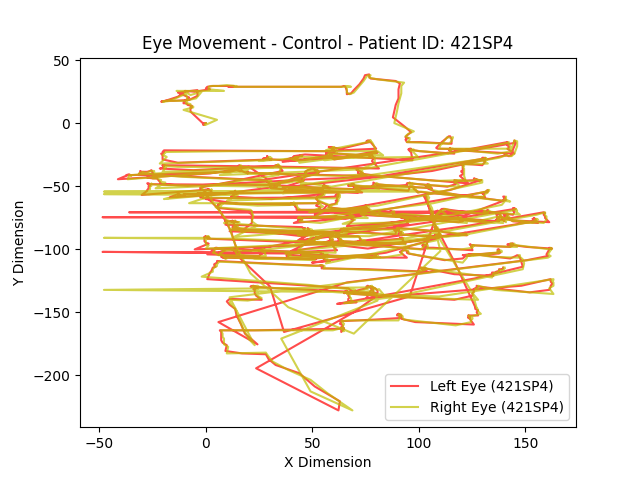 Eye Movement - Control - Patient ID: 421SP4
50
0
−50
−100
−150
−200
Y Dimension
−50
0
50
100
150
X Dimension
Left Eye (421SP4)
Right Eye (421SP4)